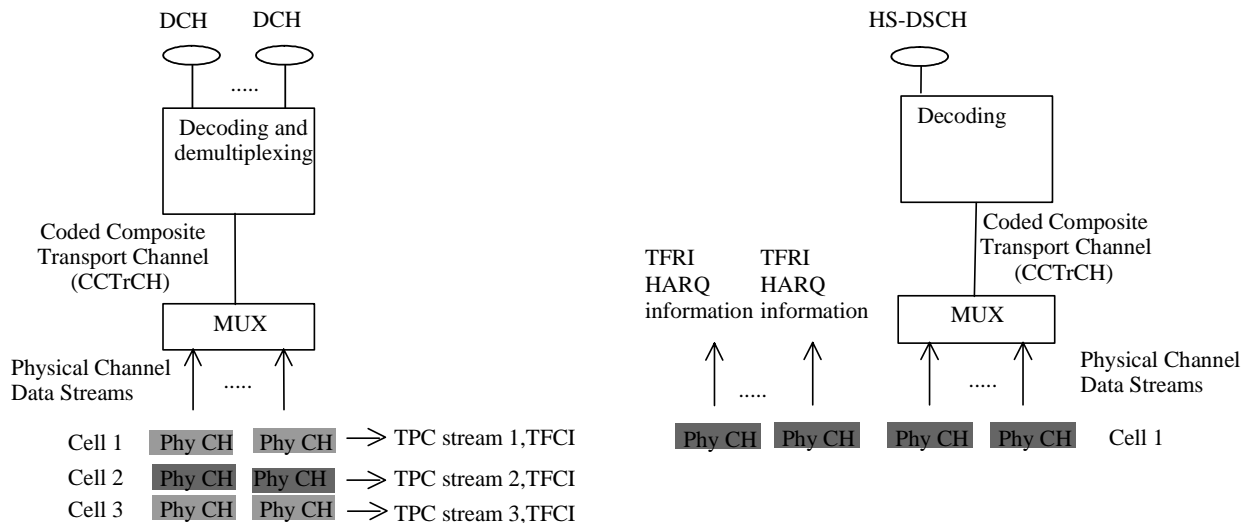 DCH
DCH
.....
Decoding and
demultiplexing
Coded Composite
Transport Channel
(CCTrCH)
MUX
Physical Channel
Data Streams
.....
Cell 1
Phy CH
Phy CH
TPC stream 1,TFCI
Cell 2
Phy CH
Phy CH
TPC stream 2,TFCI
Cell 3
Phy CH
Phy CH
TPC stream 3,TFCI
HS-DSCH
Decoding
Coded Composite
Transport Channel
(CCTrCH)
TFRI
HARQ
information
TFRI
HARQ
information
MUX
Physical Channel
Data Streams
.....
.....
Phy CH
Phy CH
Phy CH
Phy CH
Cell 1